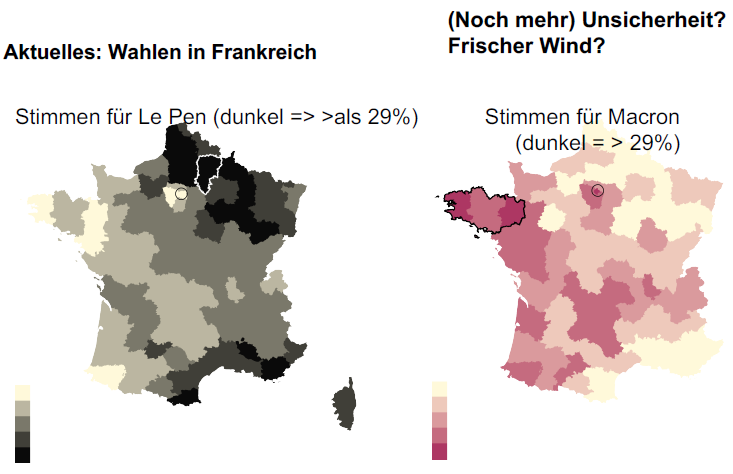 Aktuelles: Wahlen in Frankreich
Stimmen für Le Pen (dunkel => >als 29%)
(Noch mehr) Unsicherheit?
Frischer Wind?
Stimmen für Macron
(dunkel = > 29%)